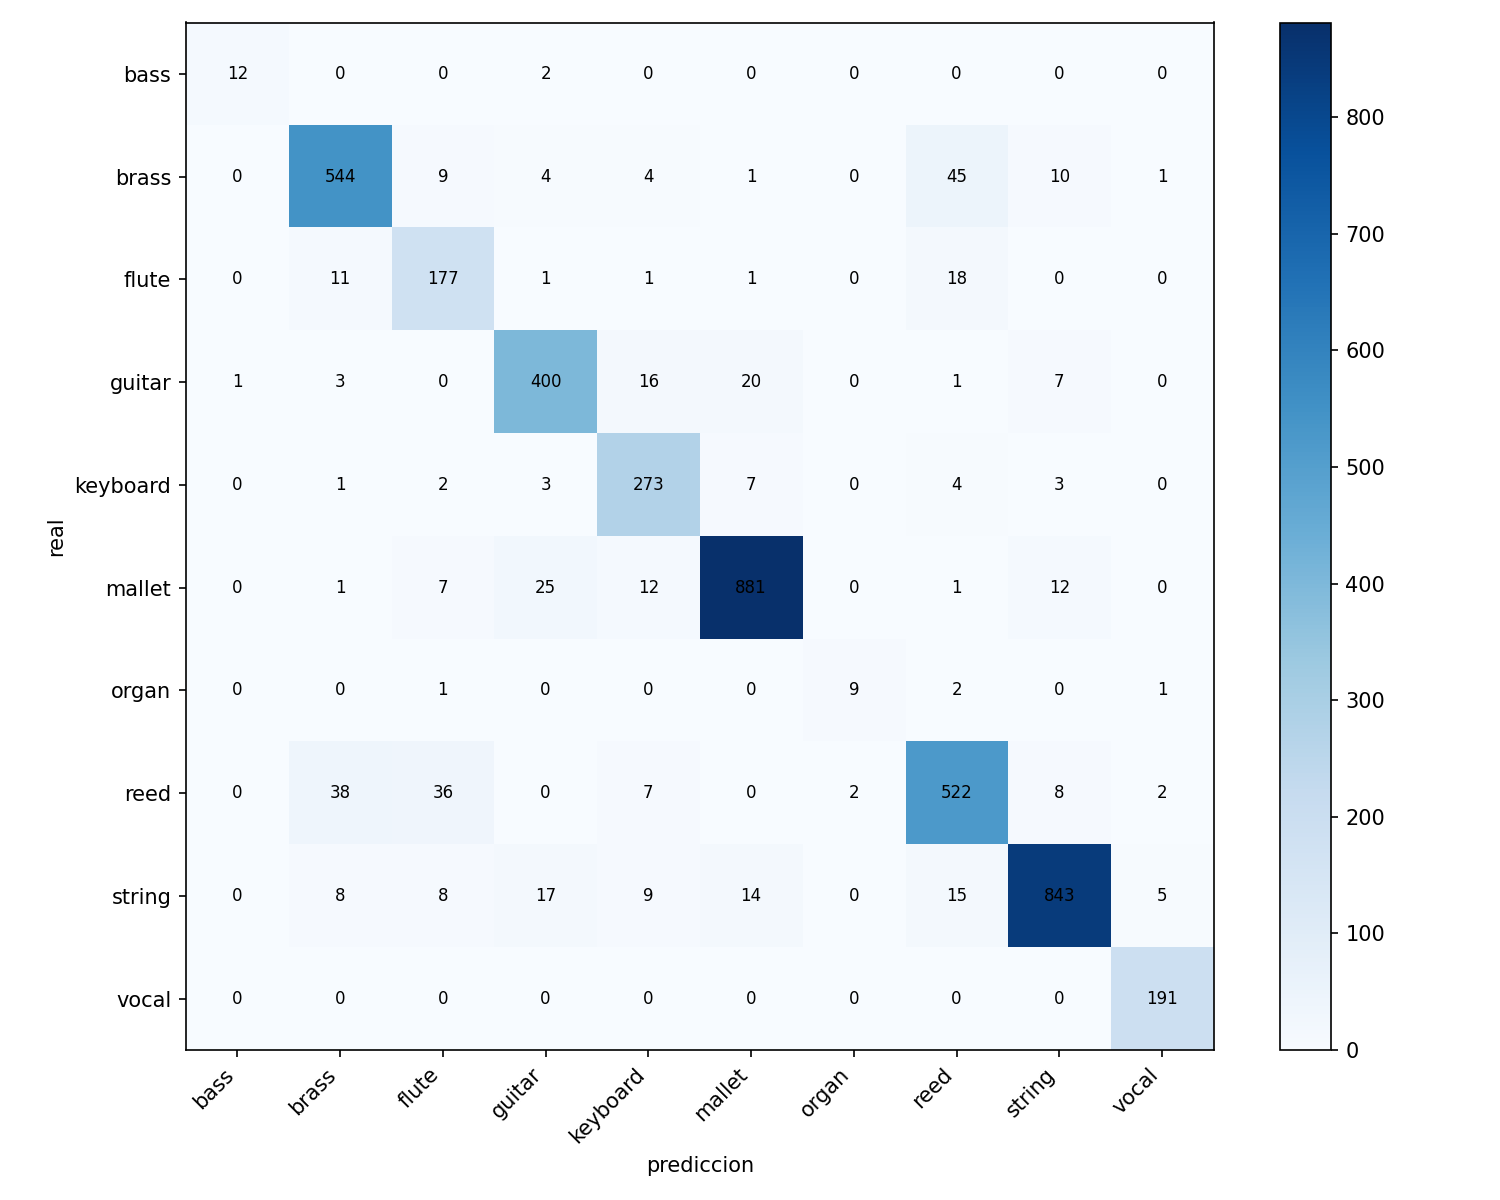 bass 12 0 0 2 0 0 0 0 0 0
brass 0 544 9 4 4 1 0 45 10 1
flute 0 11 177 1 1 1 0 18 0 0
guitar 1 3 0 400 16 20 0 1 7 0
keyboard 0 1 2 3 273 7 0 4 3 0
mallet 0 1 7 25 12 881 0 1 12 0
organ 0 0 1 0 0 0 9 2 0 1
reed 0 38 36 0 7 0 2 522 8 2
string 0 8 8 17 9 14 0 15 843 5
vocal 0 0 0 0 0 0 0 0 0 191
real
bass brass flute guitar keyboard mallet organ reed string vocal
prediccion
800
700
600
500
400
300
200
100
0